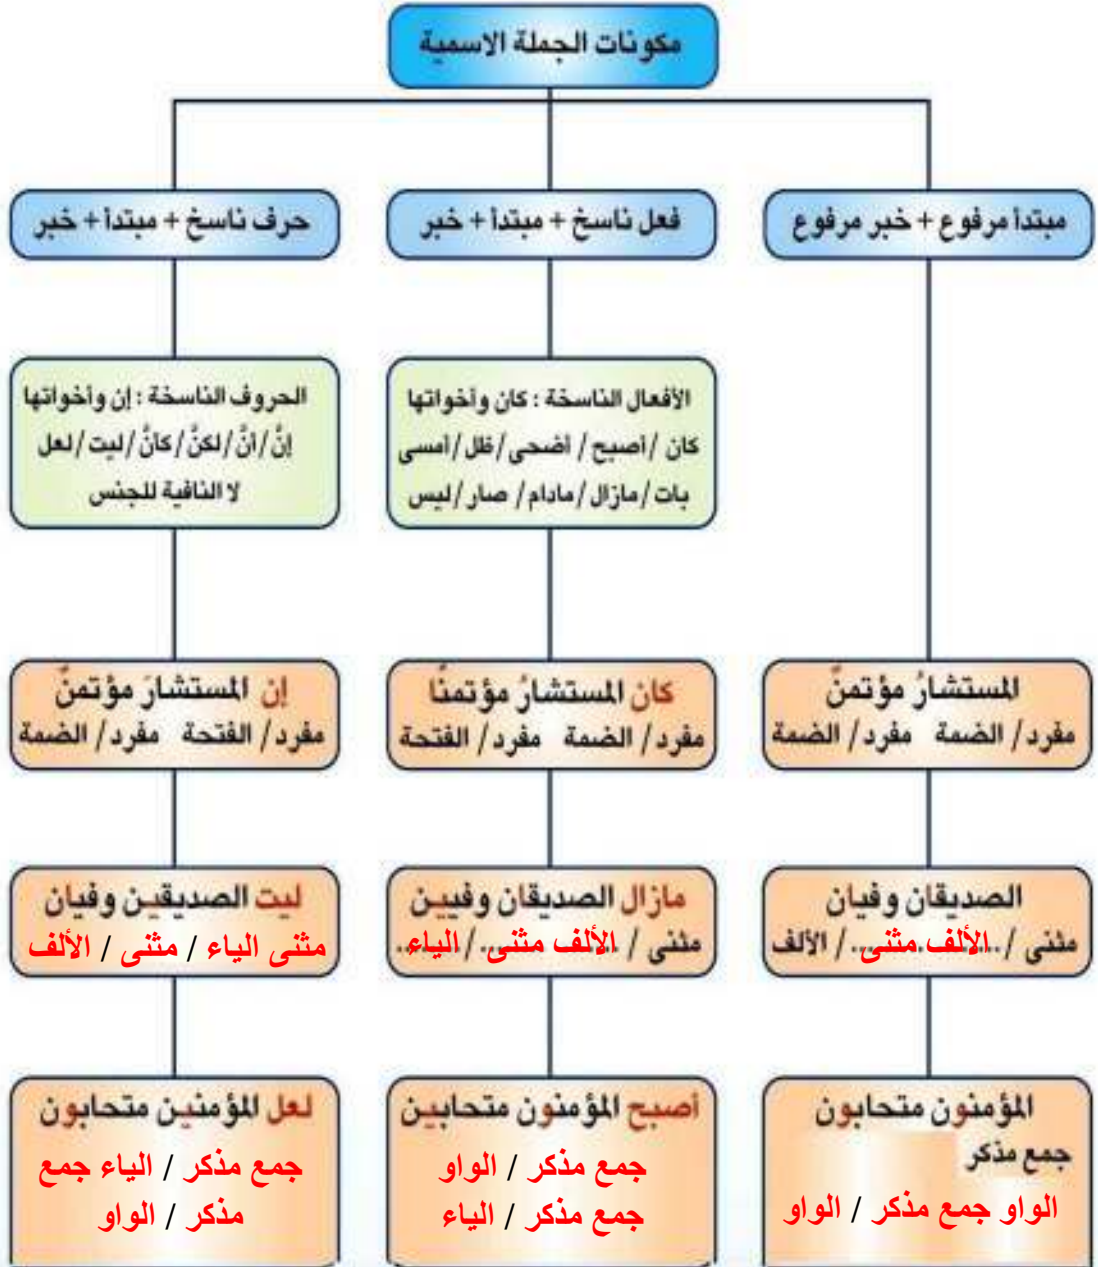 مكونات الجملة الاسمية
مبتدأ مرفوع + خبر مرفوع
فعل ناسخ + مبتدأ + خبر
حرف ناسخ + مبتدأ + خبر
الأفعال الناسخة : كان وأخواتها
كان / أصبح / أضحى / ظل / أمسى
بات / مازال / مادام / صار / ليس
الحروف الناسخة : إن وأخواتها
إنَّ / أنَّ / لكنَّ / كأنَّ / ليت / لعل
لا النافية للجنس
المستشارُ مؤتمنٌ
مفرد / الضمة مفرد / الضمة
كان المستشارُ مؤتمنًا
مفرد / الضمة مفرد / الفتحة
إن المستشارَ مؤتمنٌ
مفرد / الفتحة مفرد / الضمة
الصديقان وفيان
مثنى / الألف مثنى / الألف
مازال الصديقان وفيين
مثنى / الألف مثنى / الياء
ليت الصديقين وفيان
مثنى الياء / مثنى / الألف
المؤمنون متحابون
جمع مذكر
الواو جمع مذكر / الواو
أصبح المؤمنون متحابين
جمع مذكر / الواو
جمع مذكر / الياء
لعل المؤمنين متحابون
جمع مذكر / الياء جمع
مذكر / الواو